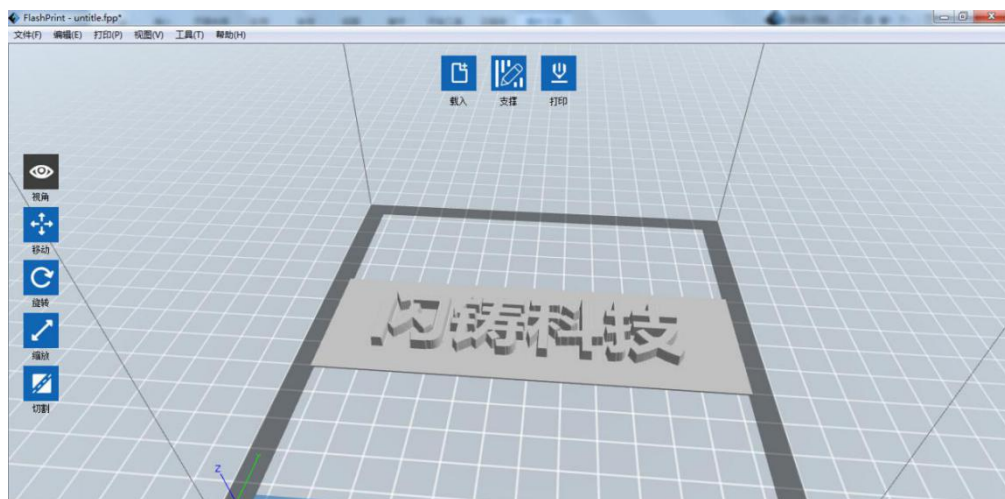 FlashPrint - untitle.fpp*
文件(F) 编辑(E) 打印(P) 视图(V) 工具(T) 帮助(H)
载入 支撑 打印
视角
移动
旋转
缩放
切割
闪铸科技
Z